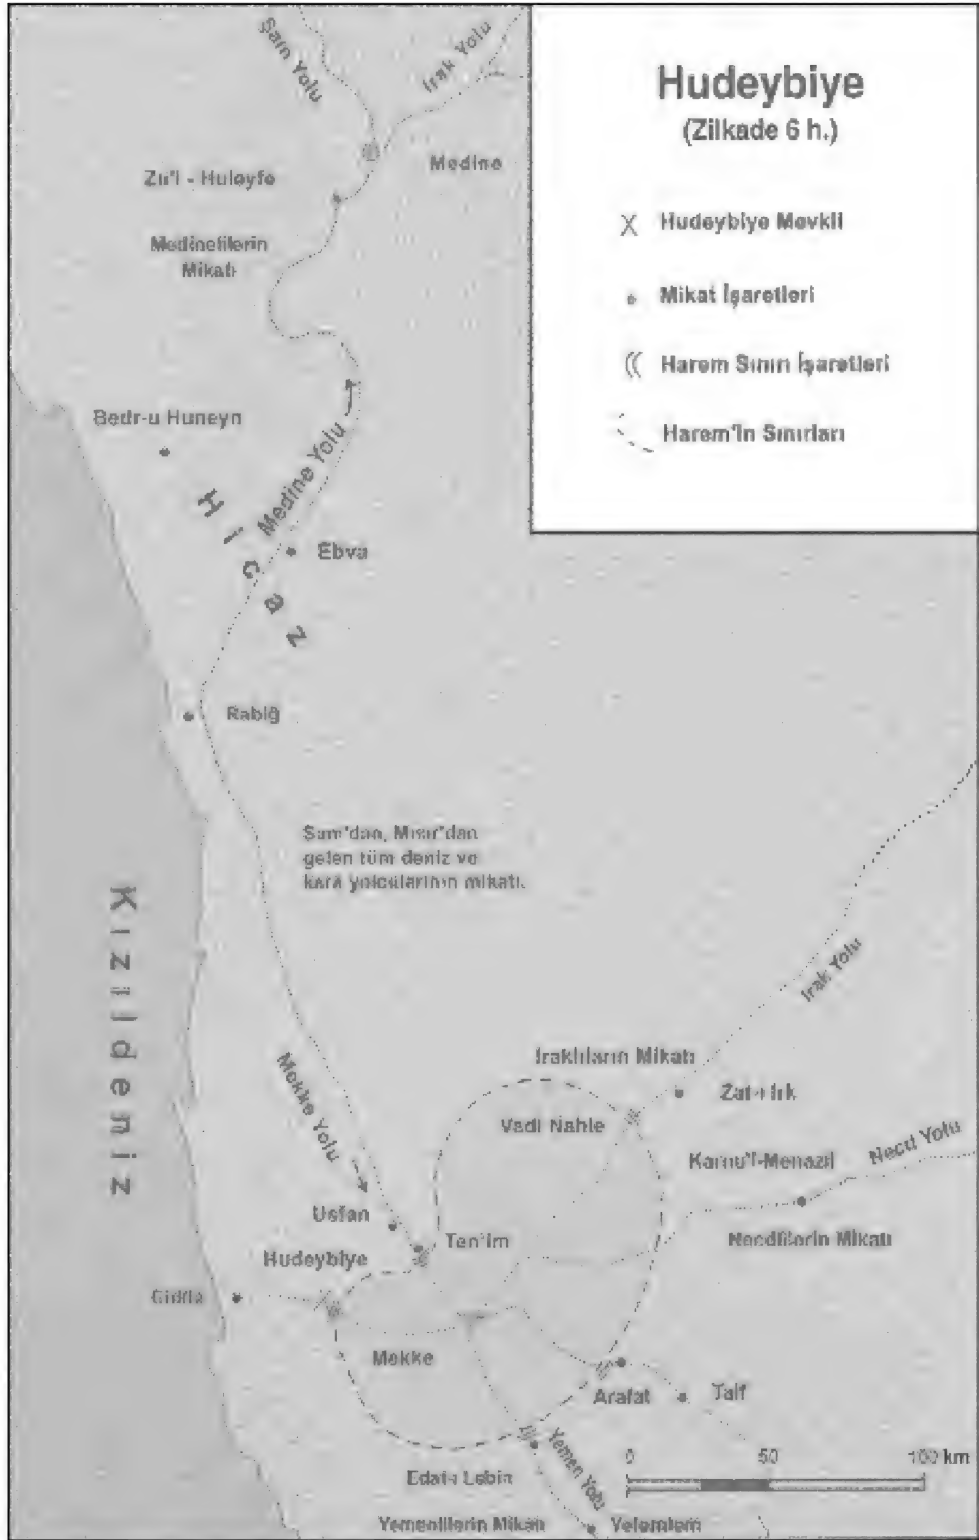 Hudeybiye
(Zilkade 6 h.)
Hudeybiye Mevkii
Mikat İşaretleri
Harem Sınırı İşaretleri
Harem'in Sınırları
Şam Yolu
Irak Yolu
Medine
Zu'l - Huleyfe
Medinelilerin
Mikatı
Bedr-u Huneyn
Hicaz
Medine Yolu
Ebva
Rabiğ
Şam'dan, Mısır'dan
gelen tüm deniz ve
kara yolcularının mikatı.
Kızıldeniz
Irak Yolu
Mekke Yolu
Iraklıların Mikatı
Zat-ı Irk
Vadi Nahle
Karnu'l-Menazil
Necd Yolu
Necdlilerin Mikatı
Usfan
Ten'im
Hudeybiye
Cidda
Mekke
Arafat
Taif
Yemen Yolu
Edat-ı Lebin
Yemenlilerin Mikatı
Yelemlem
0 50 100 km